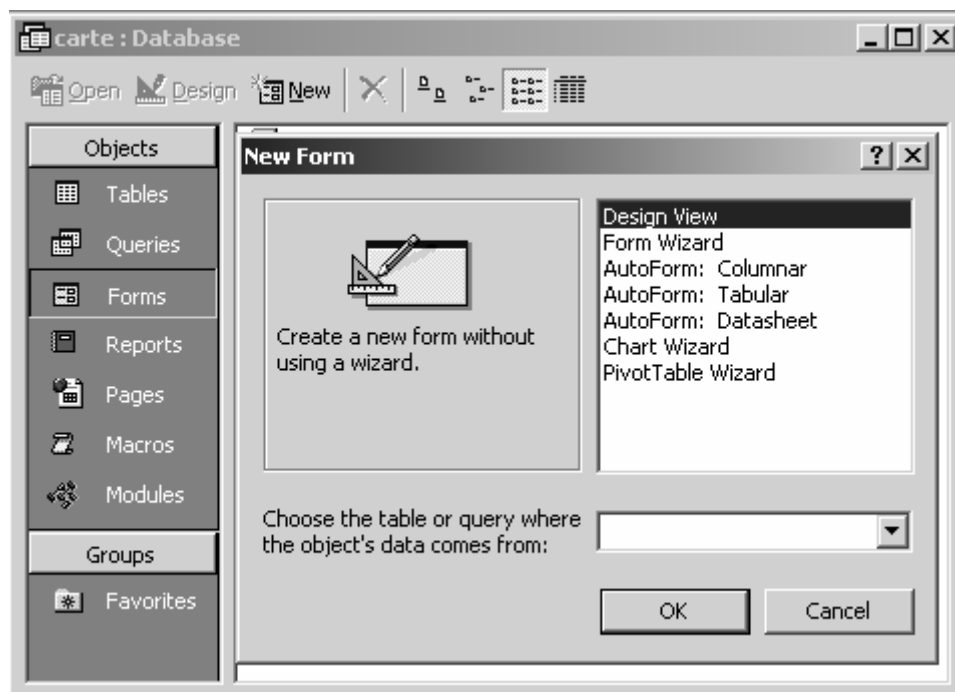 carte : Database
Open Design New
Objects
Tables
Queries
Forms
Reports
Pages
Macros
Modules
Groups
Favorites
New Form
Create a new form without
using a wizard.
Design View
Form Wizard
AutoForm: Columnar
AutoForm: Tabular
AutoForm: Datasheet
Chart Wizard
PivotTable Wizard
Choose the table or query where
the object's data comes from:
OK Cancel